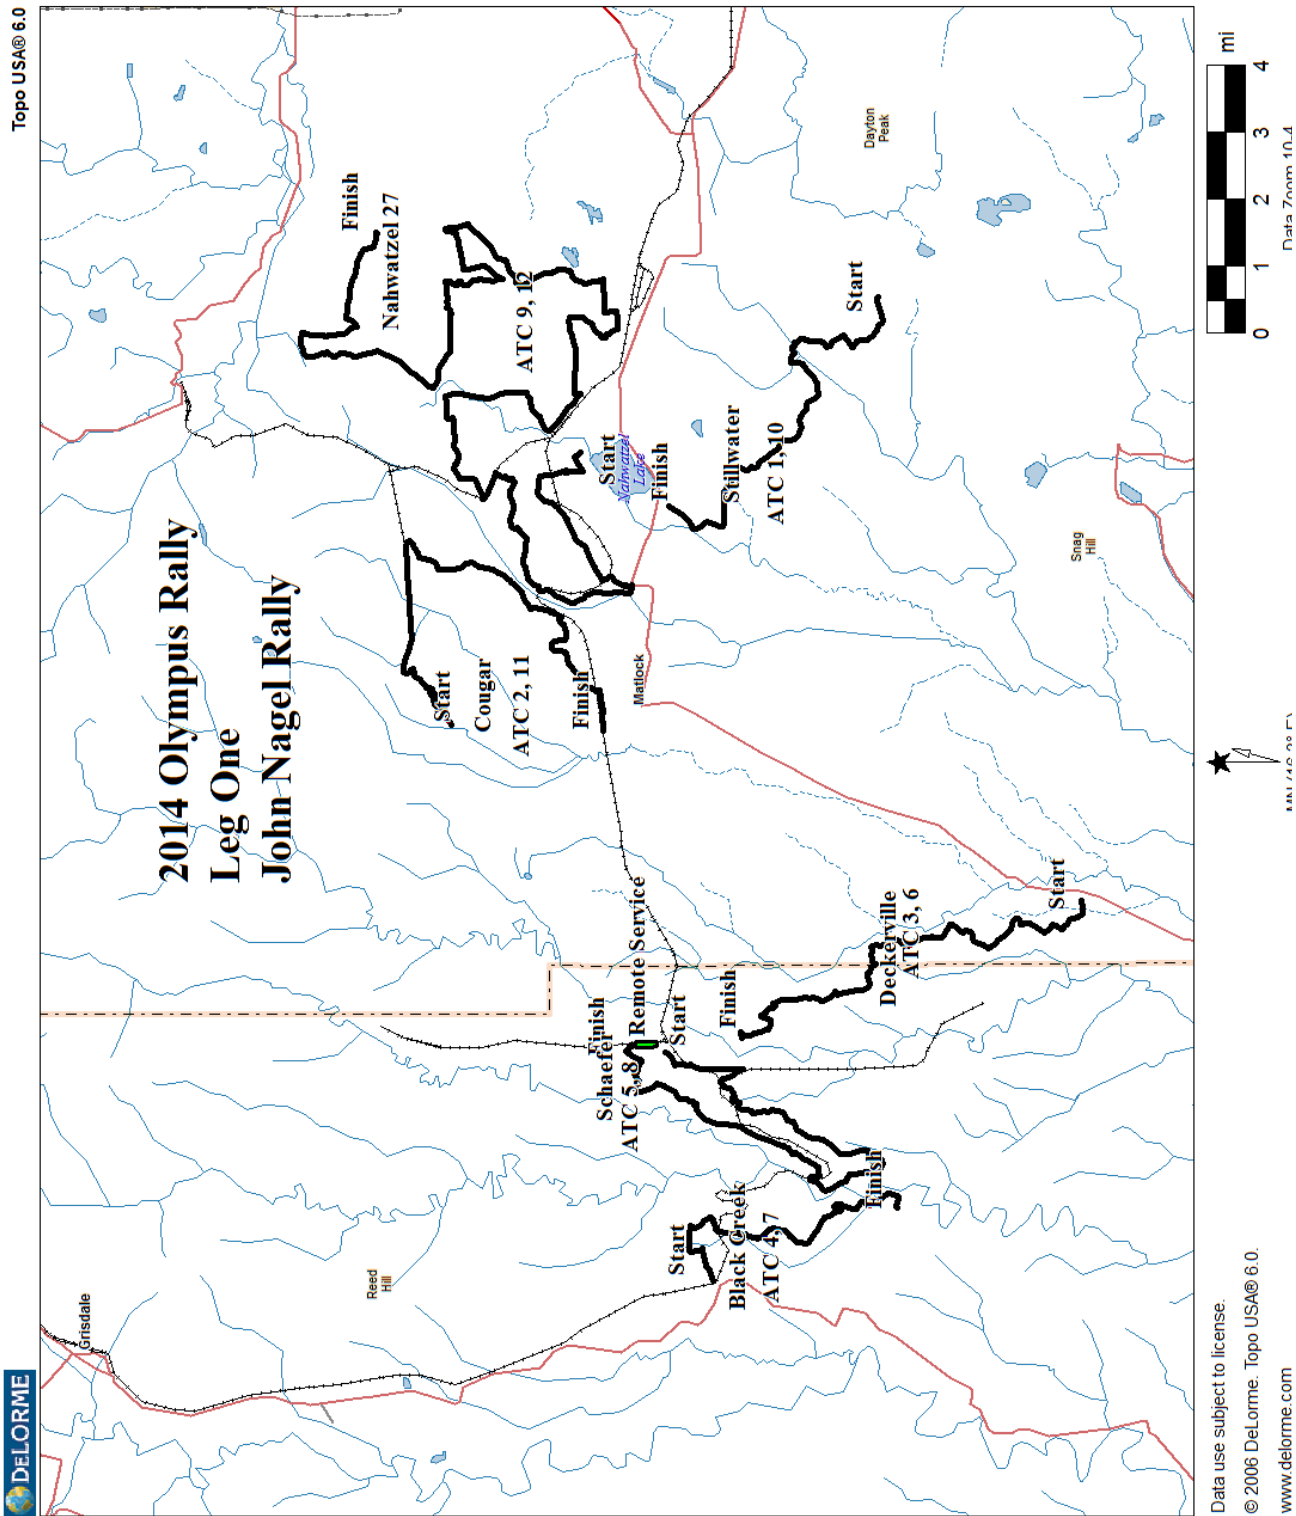 DELORME
Topo USA® 6.0
2014 Olympus Rally
Leg One
John Nagel Rally
Grisdale
Reed
Hill
Start
Black Creek
ATC 4, 7
Finish
Finish
Schaefer
ATC 5, 8
Remote Service
Start
Finish
Deckerville
ATC 3, 6
Start
Start
Cougar
ATC 2, 11
Finish
Matlock
Start
Nahwatzel
Lake
Finish
Stillwater
ATC 1, 10
Start
Finish
Nahwatzel 27
ATC 9, 12
Snag
Hill
Dayton
Peak
Data use subject to license.
© 2006 DeLorme. Topo USA® 6.0.
www.delorme.com
mi
0 1 2 3 4
Data Zoom 10-4